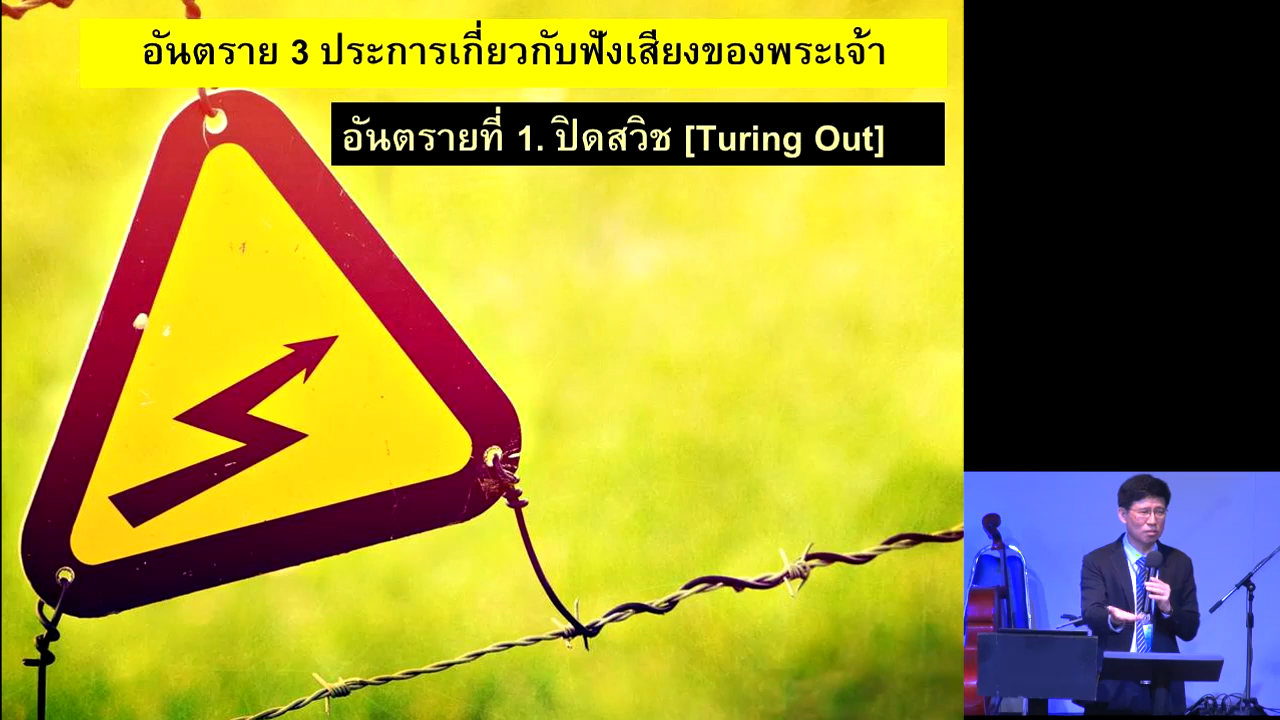 อันตราย 3 ประการเกี่ยวกับฟังเสียงของพระเจ้า
อันตรายที่ 1. ปิดสวิช [Turing Out]